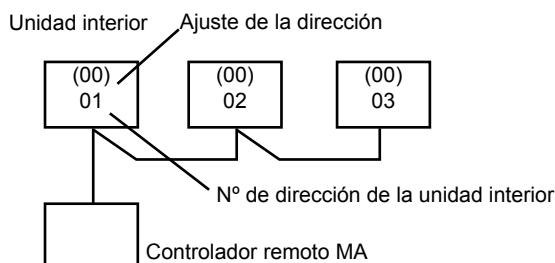 Unidad interior Ajuste de la dirección
(00) (00) (00)
01 02 03
Nº de dirección de la unidad interior
Controlador remoto MA